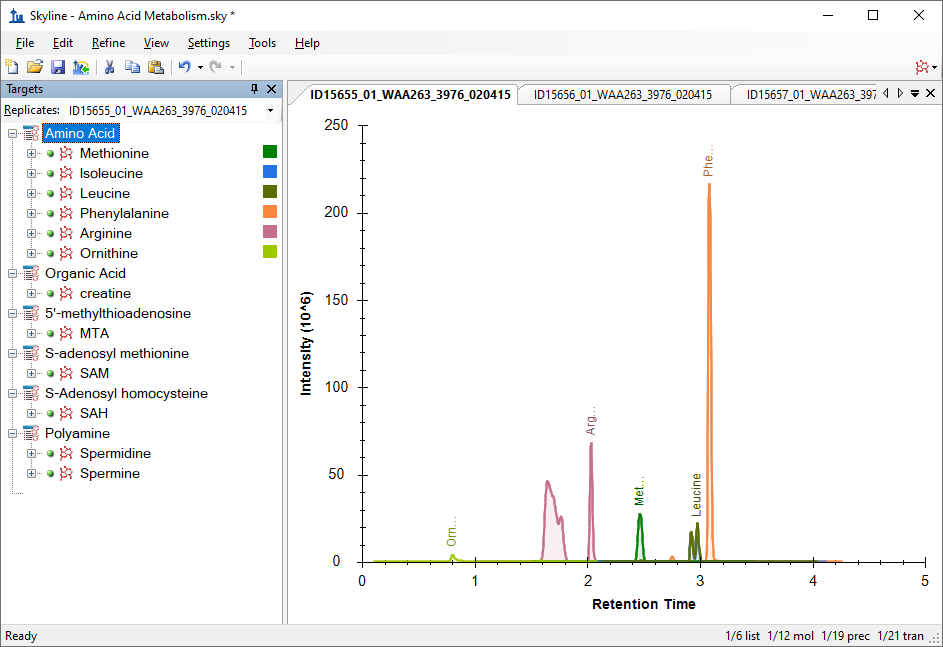 Skyline - Amino Acid Metabolism.sky *
File Edit Refine View Settings Tools Help
Targets
Replicates: ID15655_01_WAA263_3976_020415
Amino Acid
Methionine
Isoleucine
Leucine
Phenylalanine
Arginine
Ornithine
Organic Acid
creatine
5'-methylthioadenosine
MTA
S-adenosyl methionine
SAM
S-Adenosyl homocysteine
SAH
Polyamine
Spermidine
Spermine
ID15655_01_WAA263_3976_020415 ID15656_01_WAA263_3976_020415 ID15657_01_WAA263_397
250
200
150
100
50
0
Intensity (10^6)
Phe...
Arg...
Met...
Leucine
Orn...
0 1 2 3 4 5
Retention Time
Ready 1/6 list 1/12 mol 1/19 prec 1/21 tran